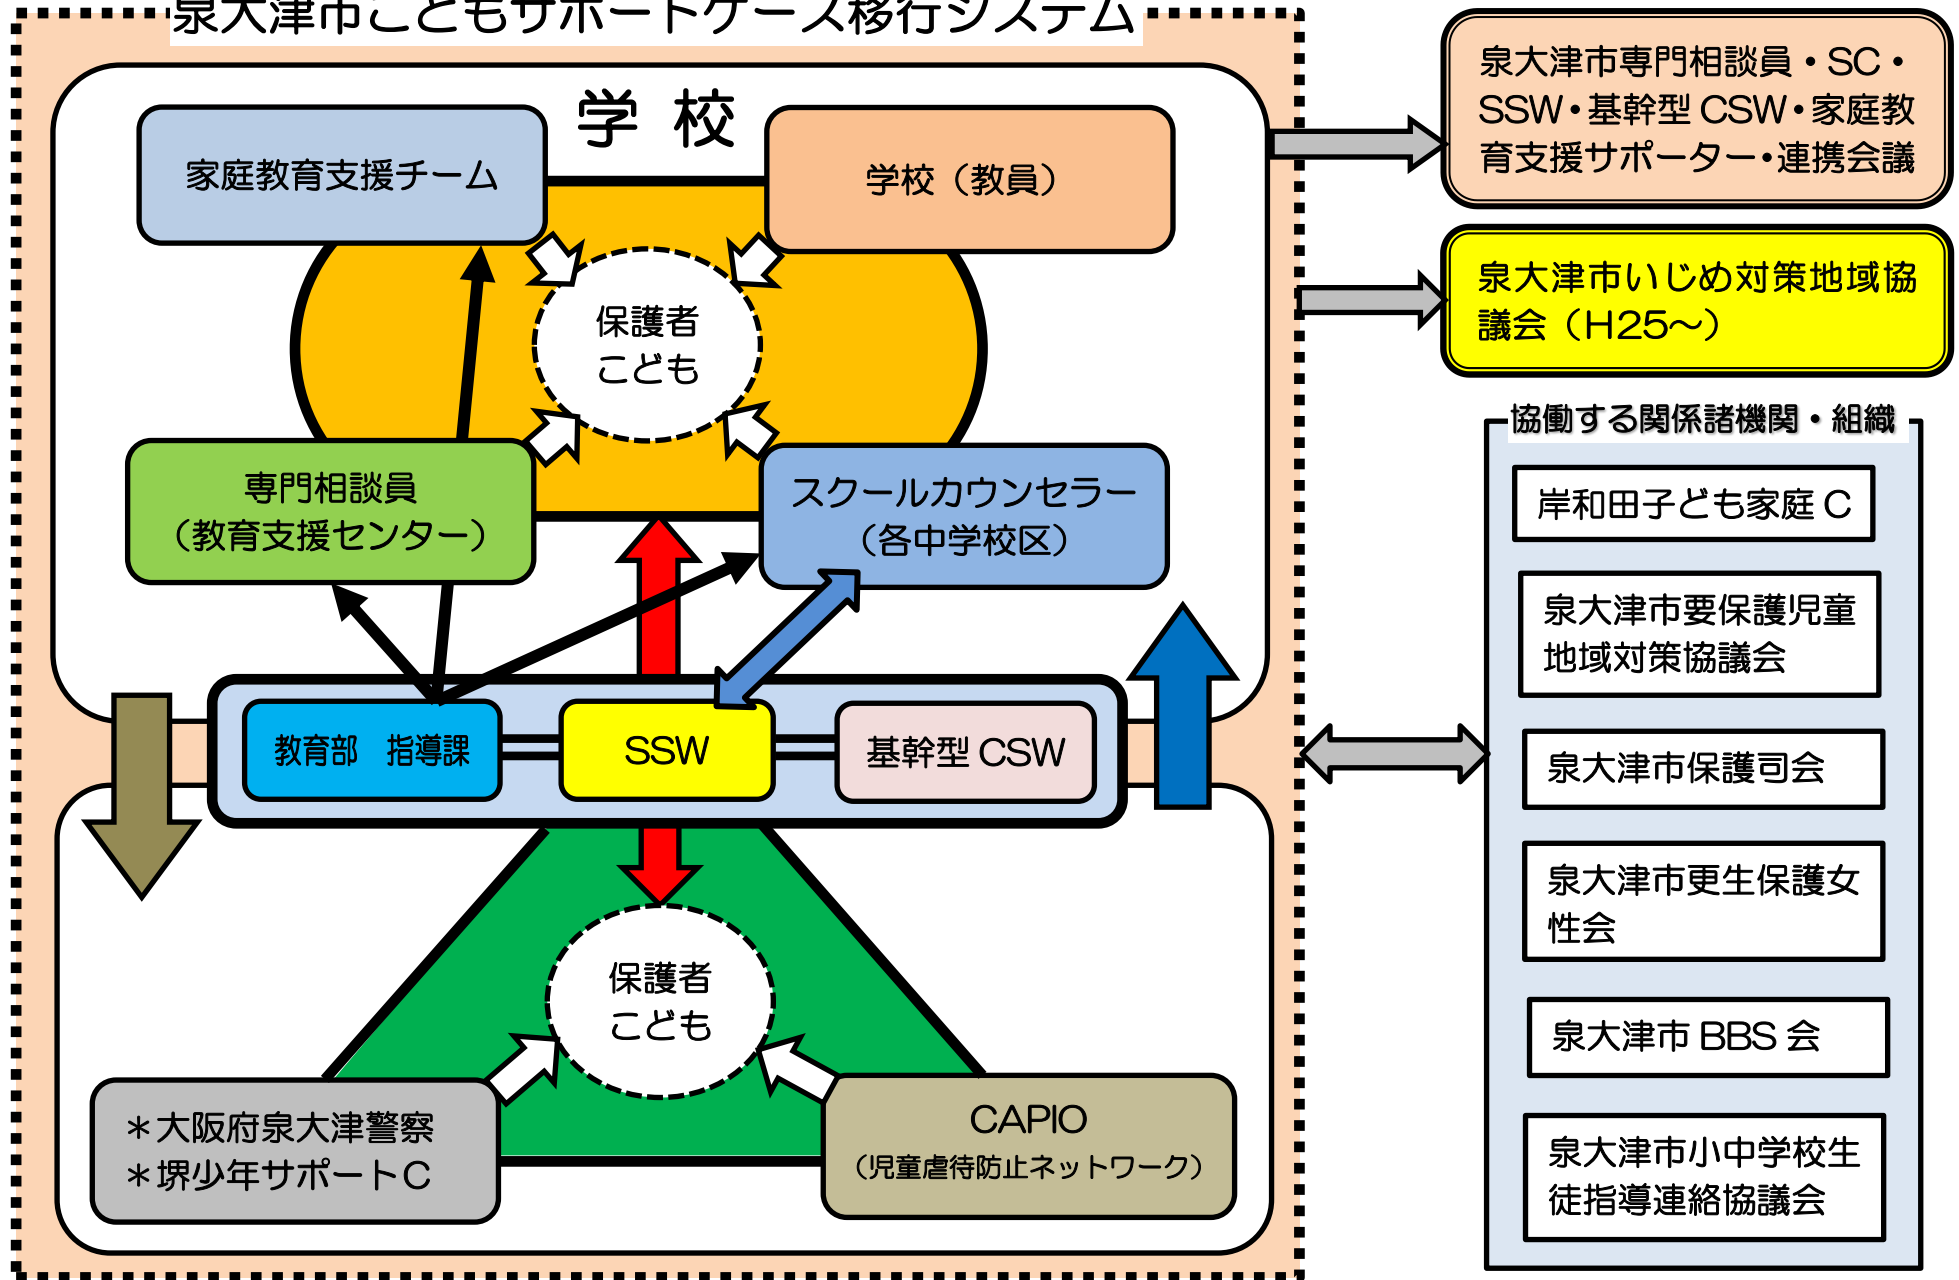 泉大津市こどもサポートケース移行システム
学 校
家庭教育支援チーム
学校（教員）
保護者
こども
専門相談員
（教育支援センター）
スクールカウンセラー
（各中学校区）
教育部　指導課
SSW
基幹型 CSW
保護者
こども
＊大阪府泉大津警察
＊堺少年サポートＣ
CAPIO
（児童虐待防止ネットワーク）
泉大津市専門相談員・SC・
SSW・基幹型 CSW・家庭教
育支援サポーター・連携会議
泉大津市いじめ対策地域協
議会（H25～）
協働する関係諸機関・組織
岸和田子ども家庭 C
泉大津市要保護児童
地域対策協議会
泉大津市保護司会
泉大津市更生保護女
性会
泉大津市 BBS 会
泉大津市小中学校生
徒指導連絡協議会